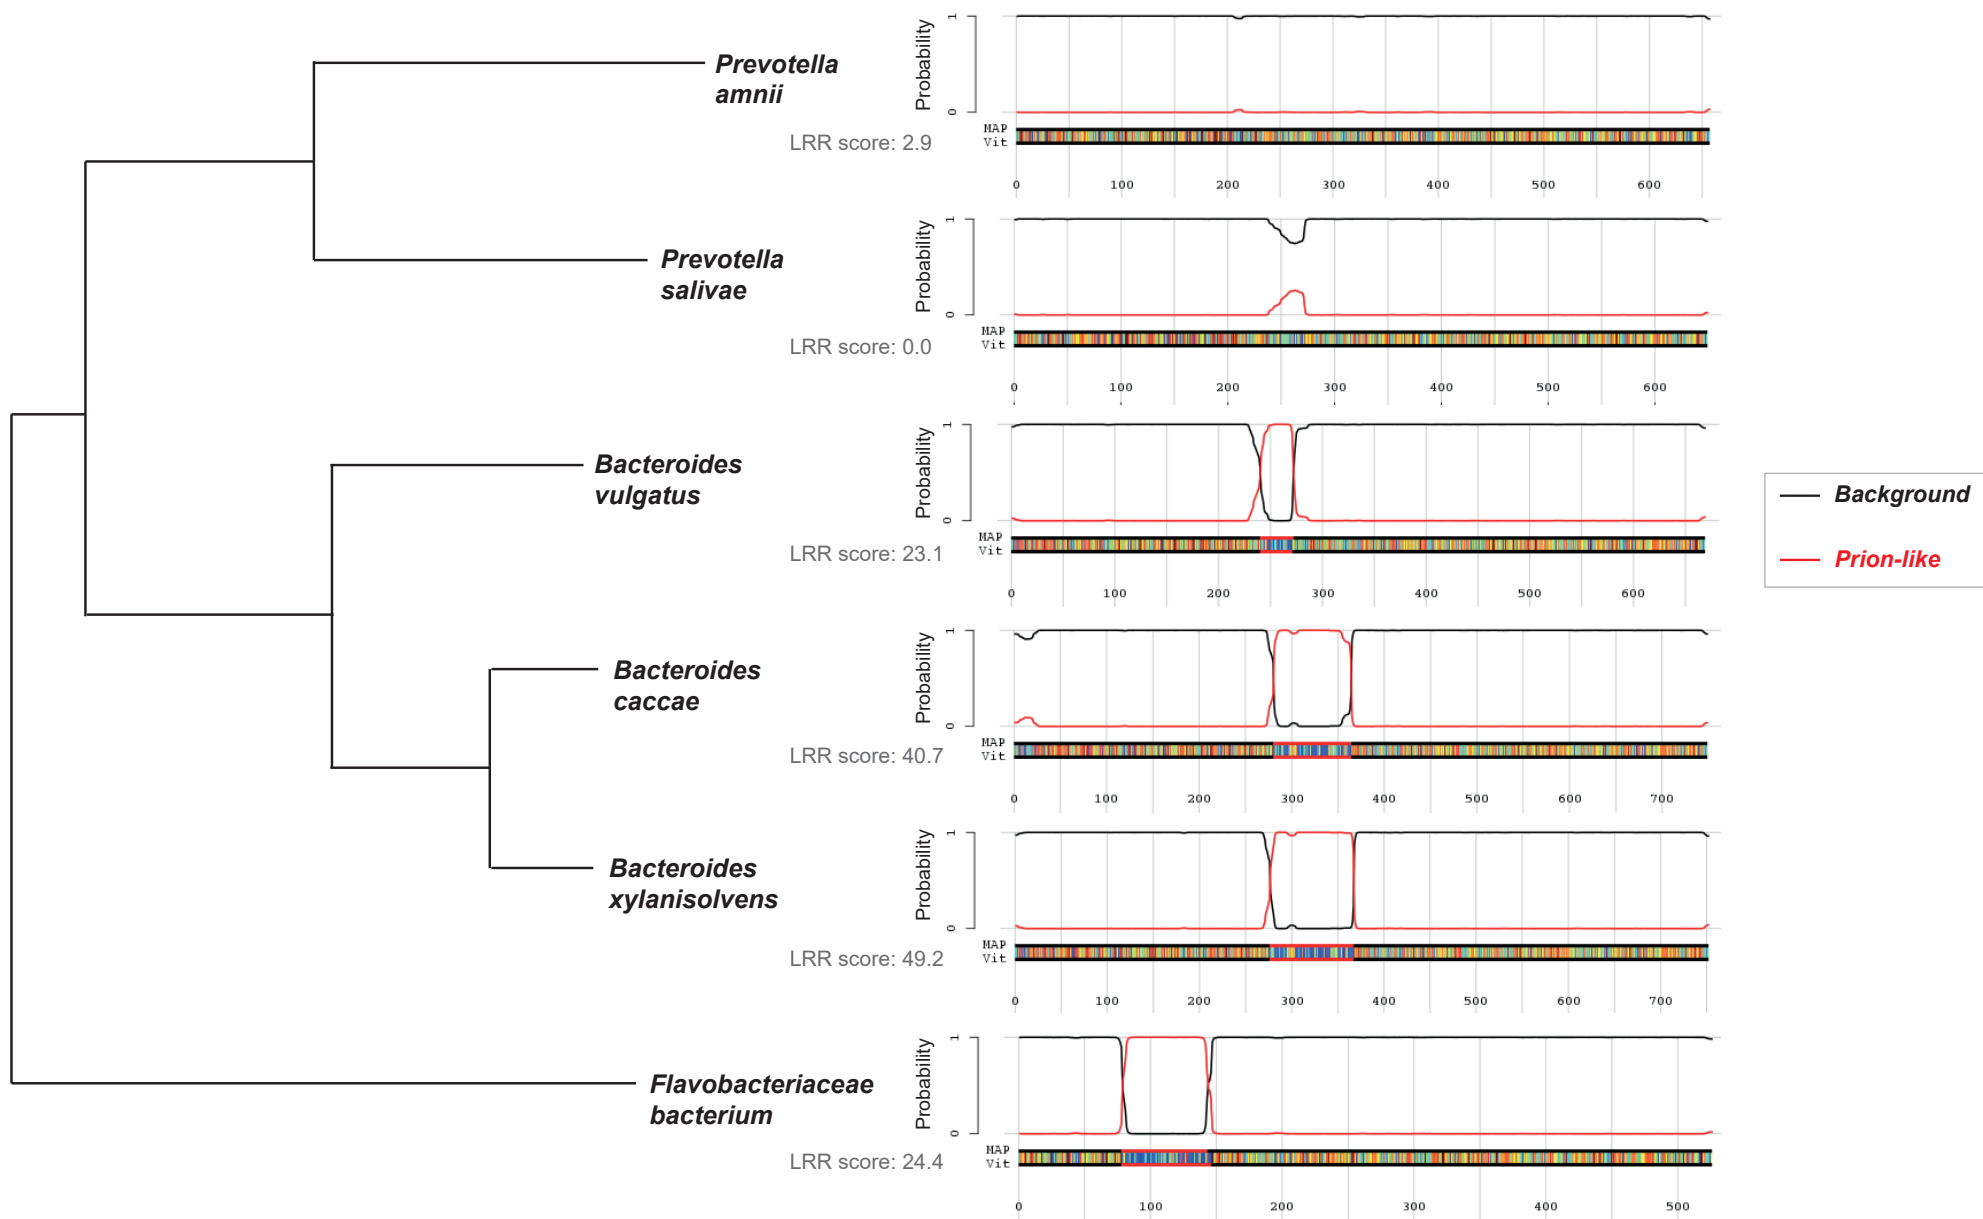 Prevotella
amnii
LRR score: 2.9
Probability
0 1
MAP
Vit
0 100 200 300 400 500 600
Prevotella
salivae
LRR score: 0.0
Probability
0 1
MAP
Vit
0 100 200 300 400 500 600
Bacteroides
vulgatus
LRR score: 23.1
Probability
0 1
MAP
Vit
0 100 200 300 400 500 600
Background
Prion-like
Bacteroides
caccae
LRR score: 40.7
Probability
0 1
MAP
Vit
0 100 200 300 400 500 600 700
Bacteroides
xylanisolvens
LRR score: 49.2
Probability
0 1
MAP
Vit
0 100 200 300 400 500 600 700
Flavobacteriaceae
bacterium
LRR score: 24.4
Probability
0 1
MAP
Vit
0 100 200 300 400 500